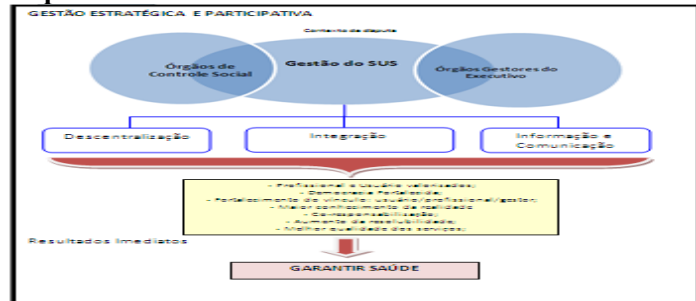 GESTÃO ESTRATÉGICA E PARTICIPATIVA
Contexto de disputa
Órgãos de
Controle Social
Gestão do SUS
Órgãos Gestores do
Executivo
Descentralização
Integração
Informação e
Comunicação
- Profissional e usuário valorizados;
- Democracia fortalecida;
- Fortalecimento do vínculo: usuário/profissional/gestor;
- Maior conhecimento da realidade
- Co-responsabilização;
- Aumento da resolubilidade;
- Melhor qualidade dos serviços;
Resultados Imediatos
GARANTIR SAÚDE